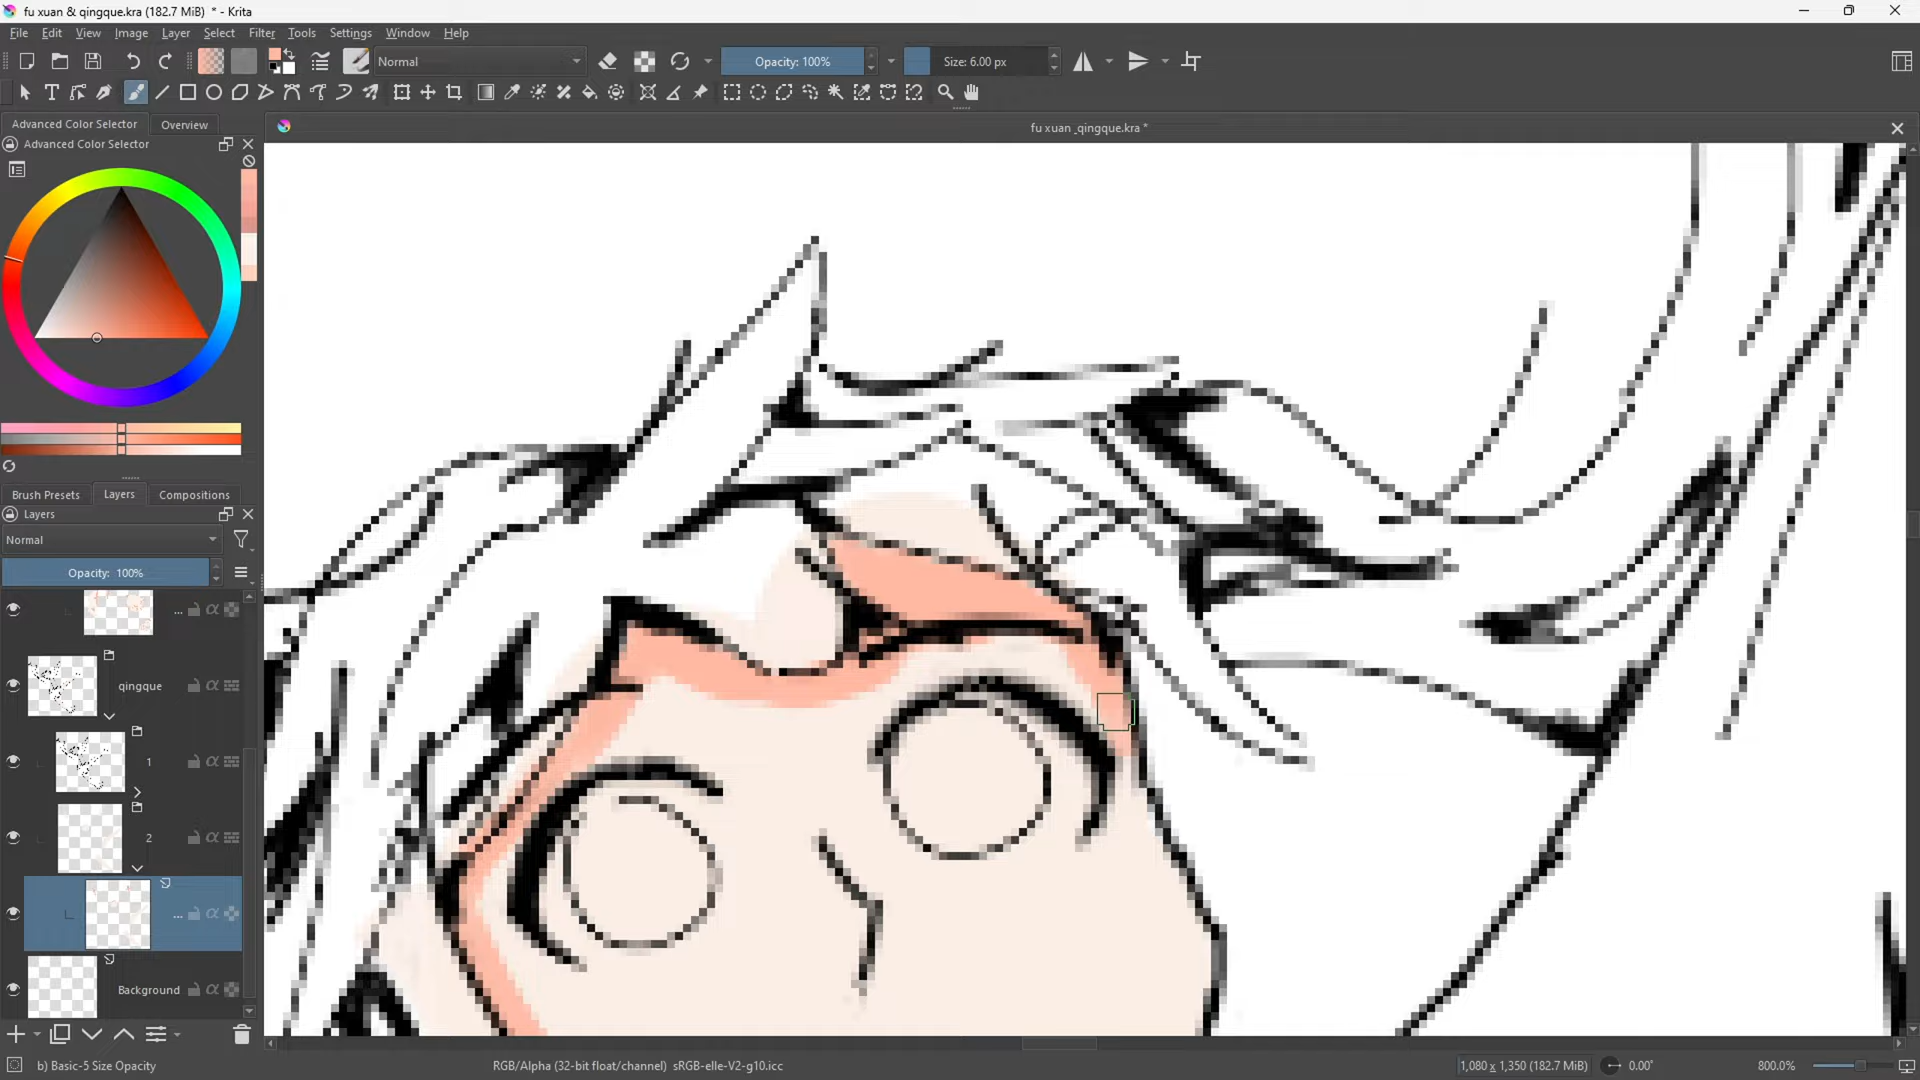 fu xuan & qingque.kra (182.7 MiB) * - Krita
File Edit View Image Layer Select Filter Tools Settings Window Help
Normal
Opacity: 100%
Size: 6.00 px
Advanced Color Selector
Overview
fu xuan _qingque.kra *
Advanced Color Selector
Brush Presets
Layers
Compositions
Layers
Normal
Opacity: 100%
...
qingque
1
2
...
Background
b) Basic-5 Size Opacity
RGB/Alpha (32-bit float/channel) sRGB-elle-V2-g10.icc
1,080 x 1,350 (182.7 MiB)
0.00°
800.0%